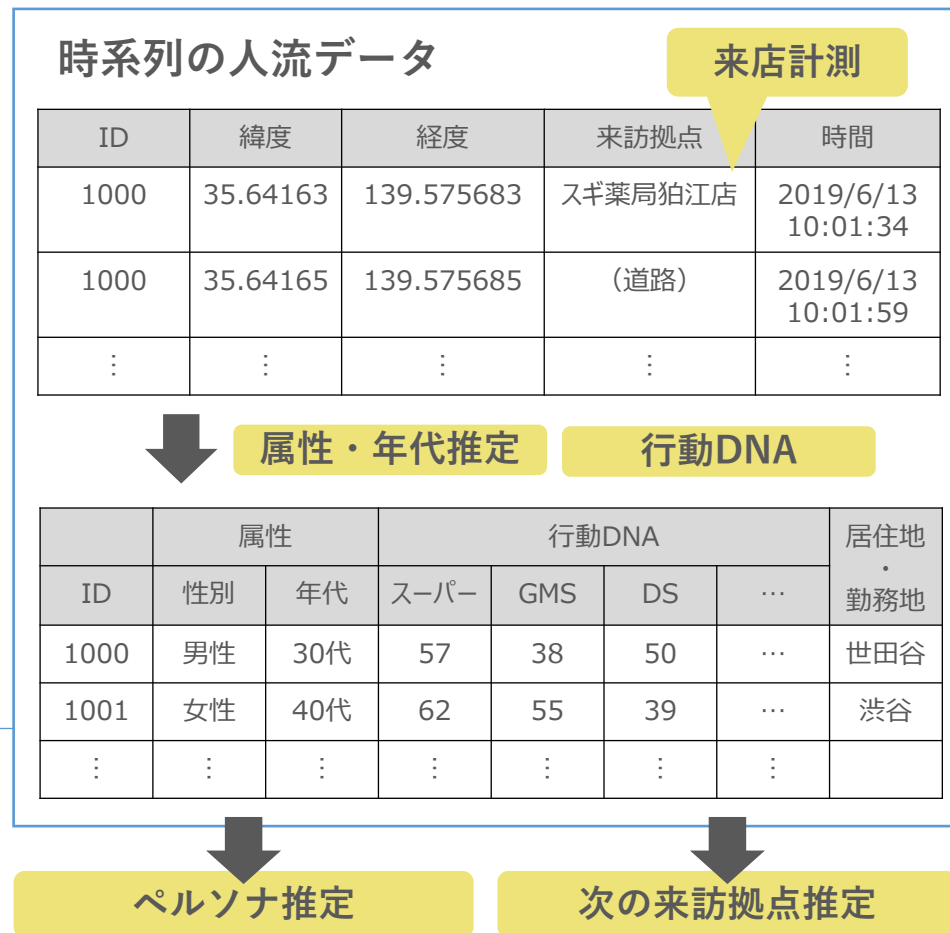 時系列の人流データ
来店計測
ID 緯度 経度 来訪拠点 時間
1000 35.64163 139.575683 スギ薬局狛江店 2019/6/13
10:01:34
1000 35.64165 139.575685 （道路） 2019/6/13
10:01:59
⋮ ⋮ ⋮ ⋮ ⋮
属性・年代推定 行動DNA
属性 行動DNA 居住地
・
勤務地
ID 性別 年代 スーパー GMS DS …
1000 男性 30代 57 38 50 … 世田谷
1001 女性 40代 62 55 39 … 渋谷
⋮ ⋮ ⋮ ⋮ ⋮ ⋮ ⋮
ペルソナ推定 次の来訪拠点推定